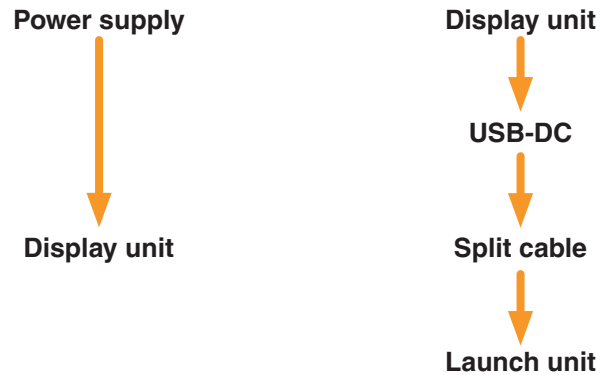 Power supply
Display unit
Display unit
USB-DC
Split cable
Launch unit